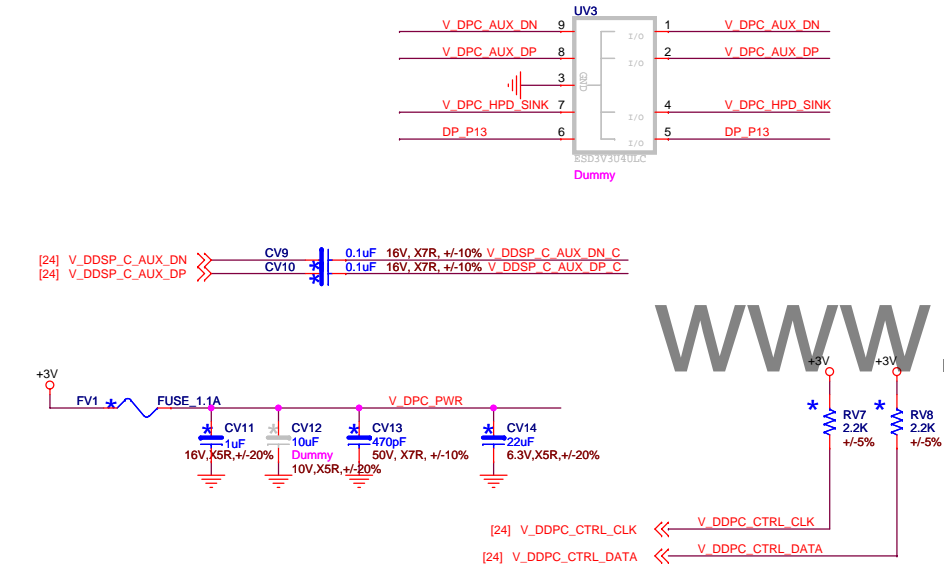 UV3
V_DPC_AUX_DN 9 I/O 1 V_DPC_AUX_DN
V_DPC_AUX_DP 8 I/O 2 V_DPC_AUX_DP
3 GND
V_DPC_HPD_SINK 7 I/O 4 V_DPC_HPD_SINK
DP_P13 6 I/O 5 DP_P13
ESD3V3U4ULC
Dummy
[24] V_DDSP_C_AUX_DN CV9 0.1uF 16V, X7R, +/-10% V_DDSP_C_AUX_DN_C
[24] V_DDSP_C_AUX_DP CV10 0.1uF 16V, X7R, +/-10% V_DDSP_C_AUX_DP_C
www.
+3V +3V
+3V
FV1 FUSE_1.1A V_DPC_PWR
CV11
1uF
16V,X5R,+/-20%
CV12
10uF
Dummy
10V,X5R,+/-20%
CV13
470pF
50V, X7R, +/-10%
CV14
22uF
6.3V,X5R,+/-20%
RV7
2.2K
+/-5%
RV8
2.2K
+/-5%
[24] V_DDPC_CTRL_CLK V_DDPC_CTRL_CLK
[24] V_DDPC_CTRL_DATA V_DDPC_CTRL_DATA